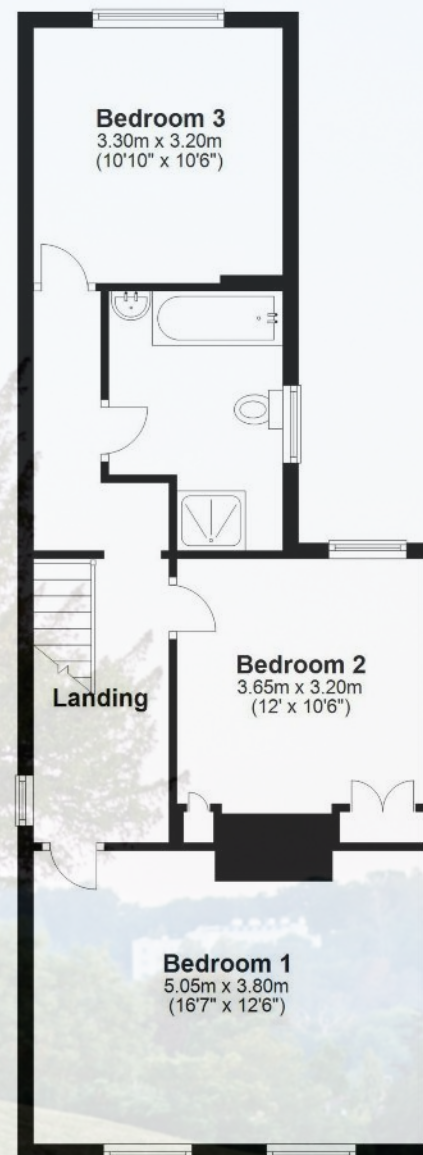 Bedroom 3
3.30m x 3.20m
(10'10" x 10'6")
Bedroom 2
3.65m x 3.20m
(12' x 10'6")
Landing
Bedroom 1
5.05m x 3.80m
(16'7" x 12'6")